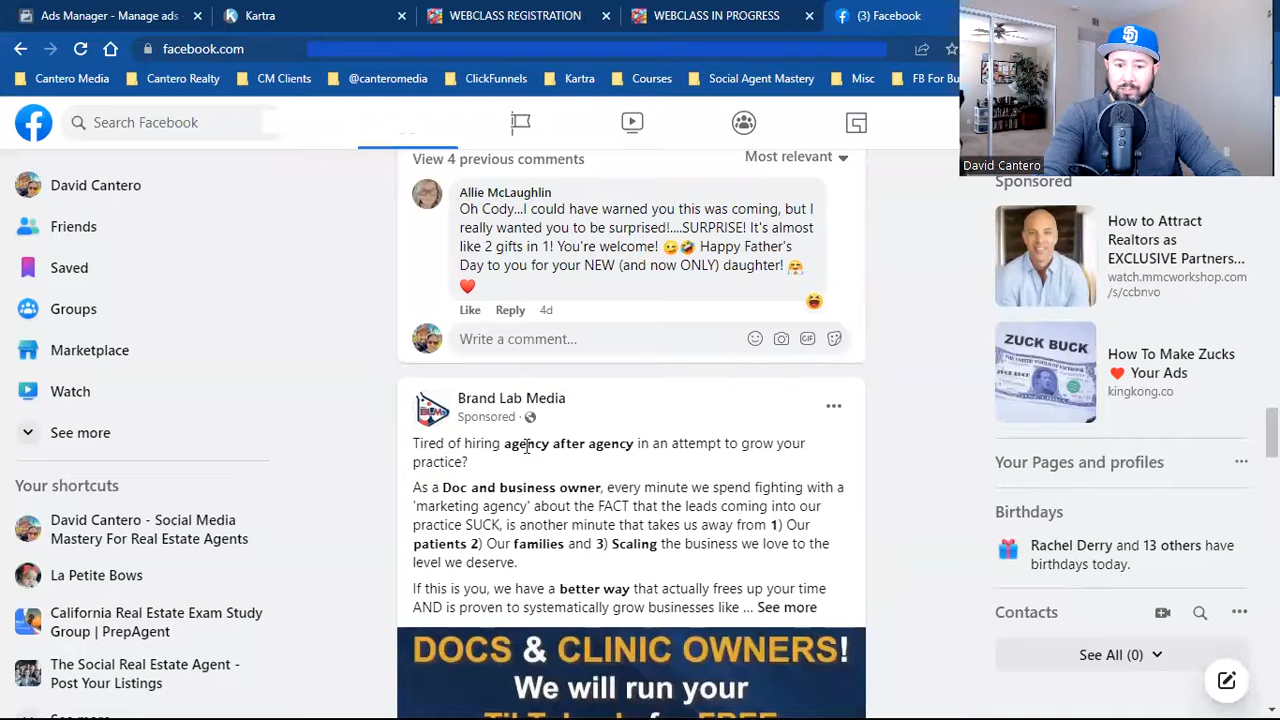 Ads Manager - Manage ads
Kartra
WEBCLASS REGISTRATION
WEBCLASS IN PROGRESS
(3) Facebook
facebook.com
Cantero Media
Cantero Realty
CM Clients
@canteromedia
ClickFunnels
Kartra
Courses
Social Agent Mastery
Misc
FB For Bu
SD
David Cantero
Search Facebook
David Cantero
Friends
Saved
Groups
Marketplace
Watch
See more
Your shortcuts
David Cantero - Social Media
Mastery For Real Estate Agents
La Petite Bows
California Real Estate Exam Study
Group | PrepAgent
The Social Real Estate Agent -
Post Your Listings
View 4 previous comments
Most relevant
Allie McLaughlin
Oh Cody...I could have warned you this was coming, but I
really wanted you to be surprised!....SURPRISE! It's almost
like 2 gifts in 1! You're welcome! 😉🤣 Happy Father's
Day to you for your NEW (and now ONLY) daughter! 🤗
❤️
Like Reply 4d
Write a comment...
GIF
BLM
Brand Lab Media
Sponsored ·
Tired of hiring agency after agency in an attempt to grow your
practice?
As a Doc and business owner, every minute we spend fighting with a
'marketing agency' about the FACT that the leads coming into our
practice SUCK, is another minute that takes us away from 1) Our
patients 2) Our families and 3) Scaling the business we love to the
level we deserve.
If this is you, we have a better way that actually frees up your time
AND is proven to systematically grow businesses like ... See more
DOCS & CLINIC OWNERS!
We will run your
Sponsored
How to Attract
Realtors as
EXCLUSIVE Partners...
watch.mmcworkshop.com
/s/ccbnvo
ZUCK BUCK
How To Make Zucks
❤️ Your Ads
kingkong.co
Your Pages and profiles
Birthdays
Rachel Derry and 13 others have
birthdays today.
Contacts
See All (0)